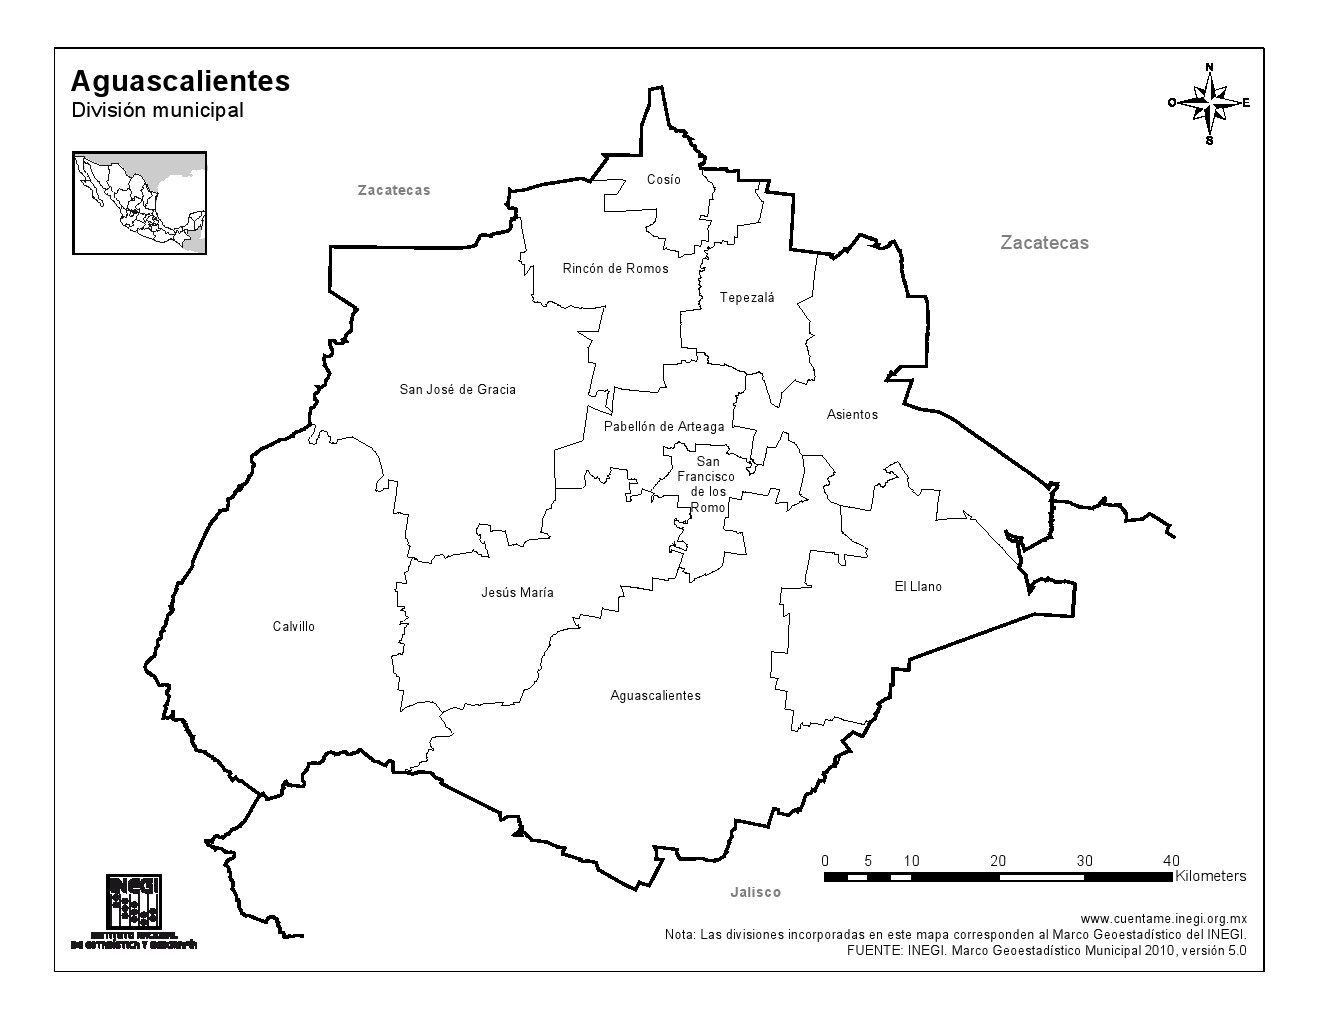 Aguascalientes
División municipal
N
O
E
S
Zacatecas
Cosío
Zacatecas
Rincón de Romos
Tepezalá
San José de Gracia
Asientos
Pabellón de Arteaga
San
Francisco
de los
Romo
El Llano
Jesús María
Calvillo
Aguascalientes
0 5 10 20 30 40
Kilometers
Jalisco
INEGI
INSTITUTO NACIONAL
DE ESTADÍSTICA Y GEOGRAFÍA
www.cuentame.inegi.org.mx
Nota: Las divisiones incorporadas en este mapa corresponden al Marco Geoestadístico del INEGI.
FUENTE: INEGI. Marco Geoestadístico Municipal 2010, versión 5.0